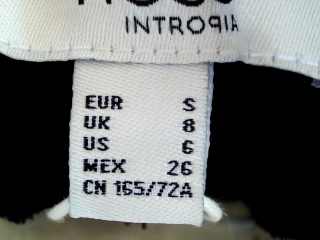 INTROPIA
EUR S
UK 8
US 6
MEX 26
CN 165/72A